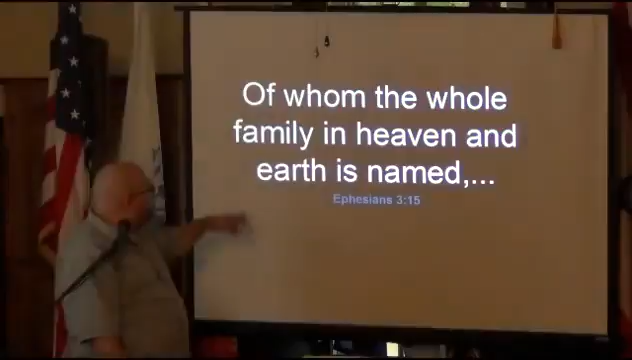 Of whom the whole
family in heaven and
earth is named,...
Ephesians 3:15